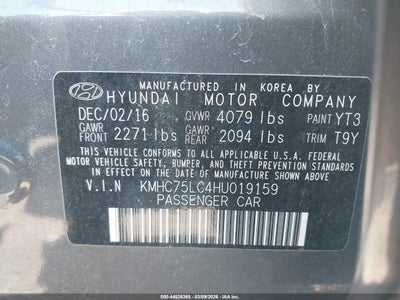 MANUFACTURED IN KOREA BY
HYUNDAI MOTOR COMPANY
DEC/02/16 GVWR 4079 lbs PAINT YT3
GAWR FRONT 2271 lbs GAWR REAR 2094 lbs TRIM T9Y
THIS VEHICLE CONFORMS TO ALL APPLICABLE U.S.A. FEDERAL
MOTOR VEHICLE SAFETY, BUMPER, AND THEFT PREVENTION STANDARDS
IN EFFECT ON THE DATE OF MANUFACTURE SHOWN ABOVE.
V.I.N KMHC75LC4HU019159
PASSENGER CAR
000-44528365 - 03/09/2026 - IAA Inc.